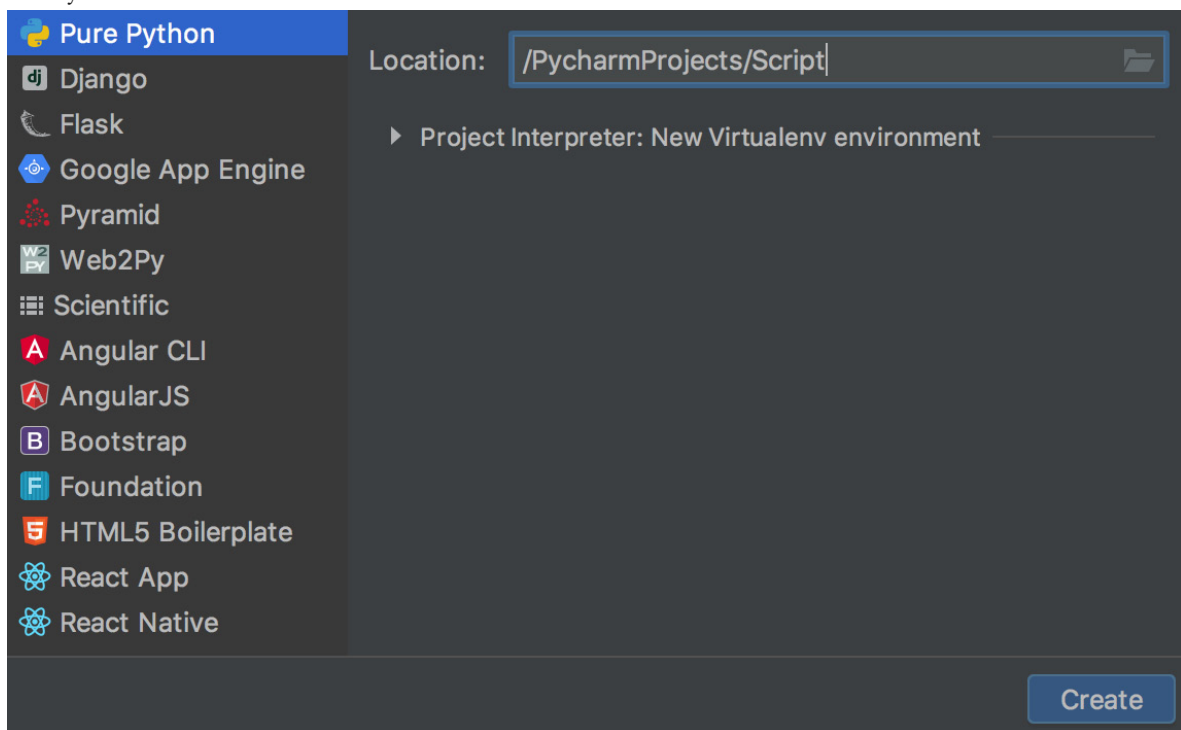 Pure Python
Django
Flask
Google App Engine
Pyramid
Web2Py
Scientific
Angular CLI
AngularJS
Bootstrap
Foundation
HTML5 Boilerplate
React App
React Native
Location: /PycharmProjects/Script
Project Interpreter: New Virtualenv environment
Create